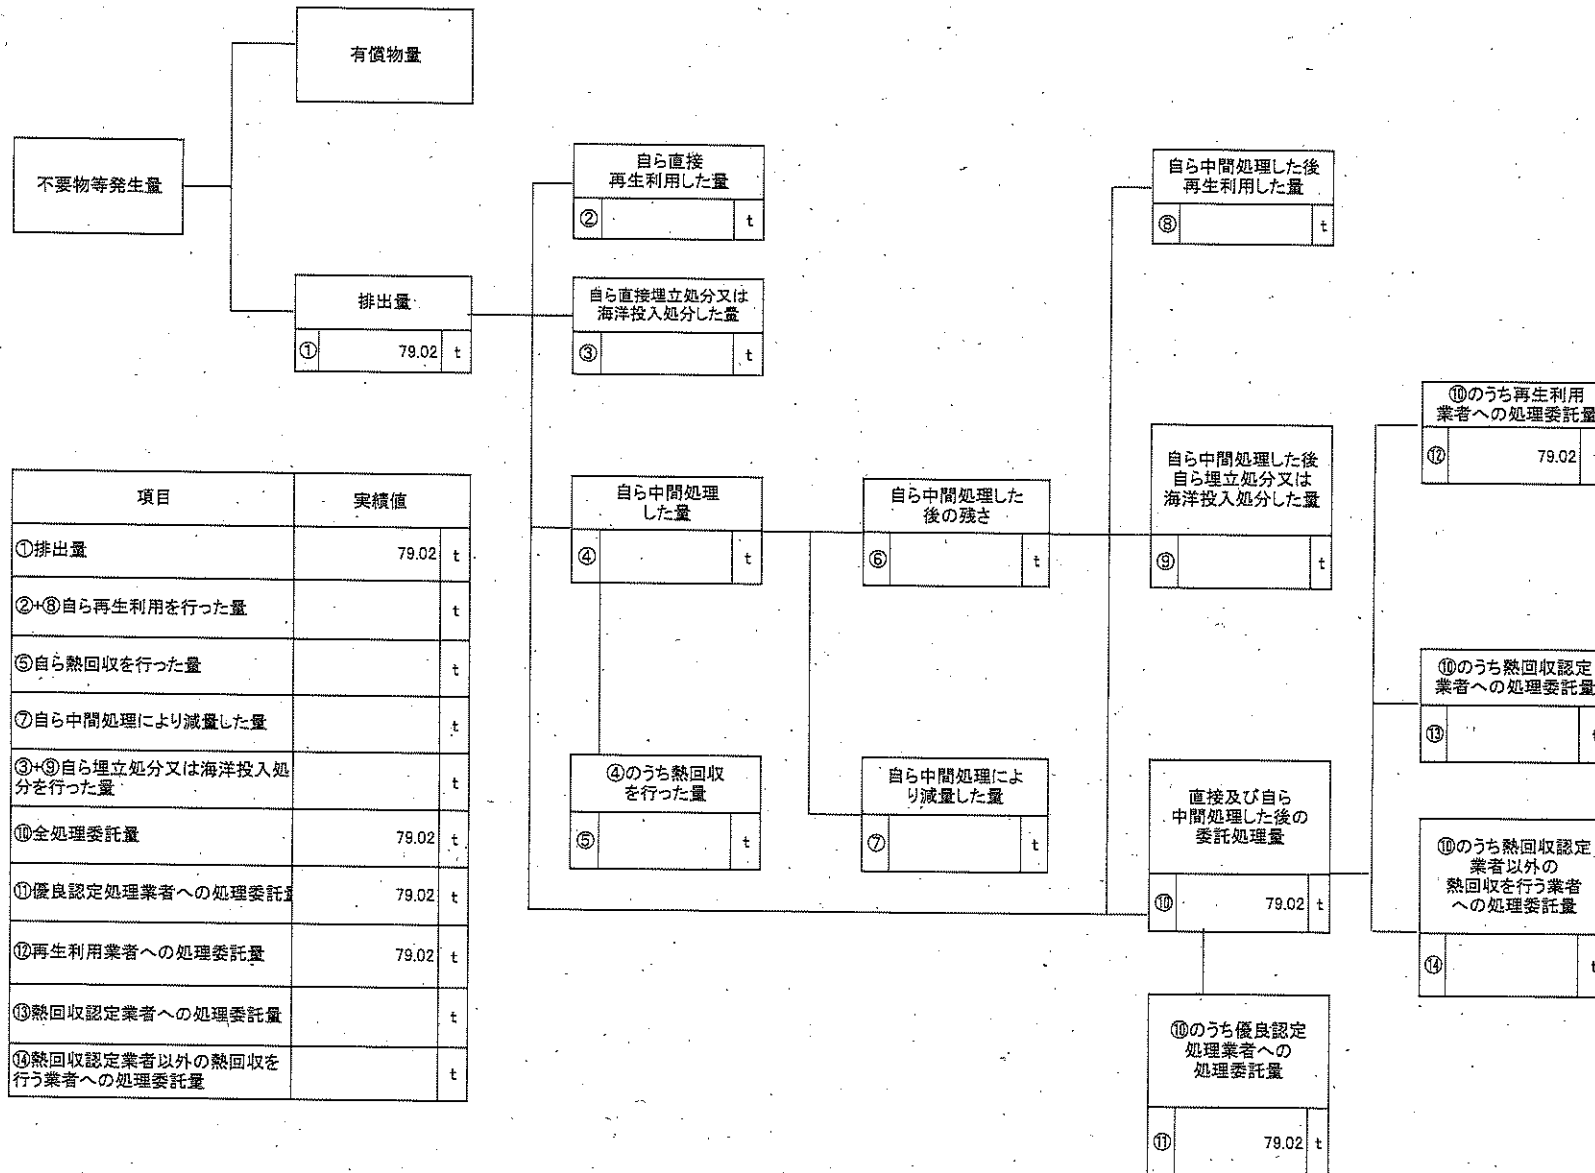 有償物量
不要物等発生量
排出量
① 79.02 t
自ら直接
再生利用した量
② t
自ら直接埋立処分又は
海洋投入処分した量
③ t
自ら中間処理
した量
④ t
④のうち熱回収
を行った量
⑤ t
自ら中間処理した
後の残さ
⑥ t
自ら中間処理によ
り減量した量
⑦ t
自ら中間処理した後
再生利用した量
⑧ t
自ら中間処理した後
自ら埋立処分又は
海洋投入処分した量
⑨ t
直接及び自ら
中間処理した後の
委託処理量
⑩ 79.02 t
⑩のうち優良認定
処理業者への
処理委託量
⑪ 79.02 t
⑩のうち再生利用
業者への処理委託量
⑫ 79.02
⑩のうち熱回収認定
業者への処理委託量
⑬ t
⑩のうち熱回収認定
業者以外の
熱回収を行う業者
への処理委託量
⑭ t
項目 実績値
①排出量 79.02 t
②+⑧自ら再生利用を行った量 t
⑤自ら熱回収を行った量 t
⑦自ら中間処理により減量した量 t
③+⑨自ら埋立処分又は海洋投入処
分を行った量 t
⑩全処理委託量 79.02 t
⑪優良認定処理業者への処理委託量 79.02 t
⑫再生利用業者への処理委託量 79.02 t
⑬熱回収認定業者への処理委託量 t
⑭熱回収認定業者以外の熱回収を
行う業者への処理委託量 t